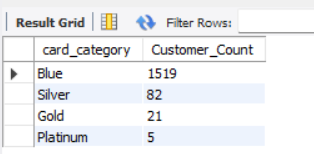 Result Grid Filter Rows:
card_category Customer_Count
Blue 1519
Silver 82
Gold 21
Platinum 5